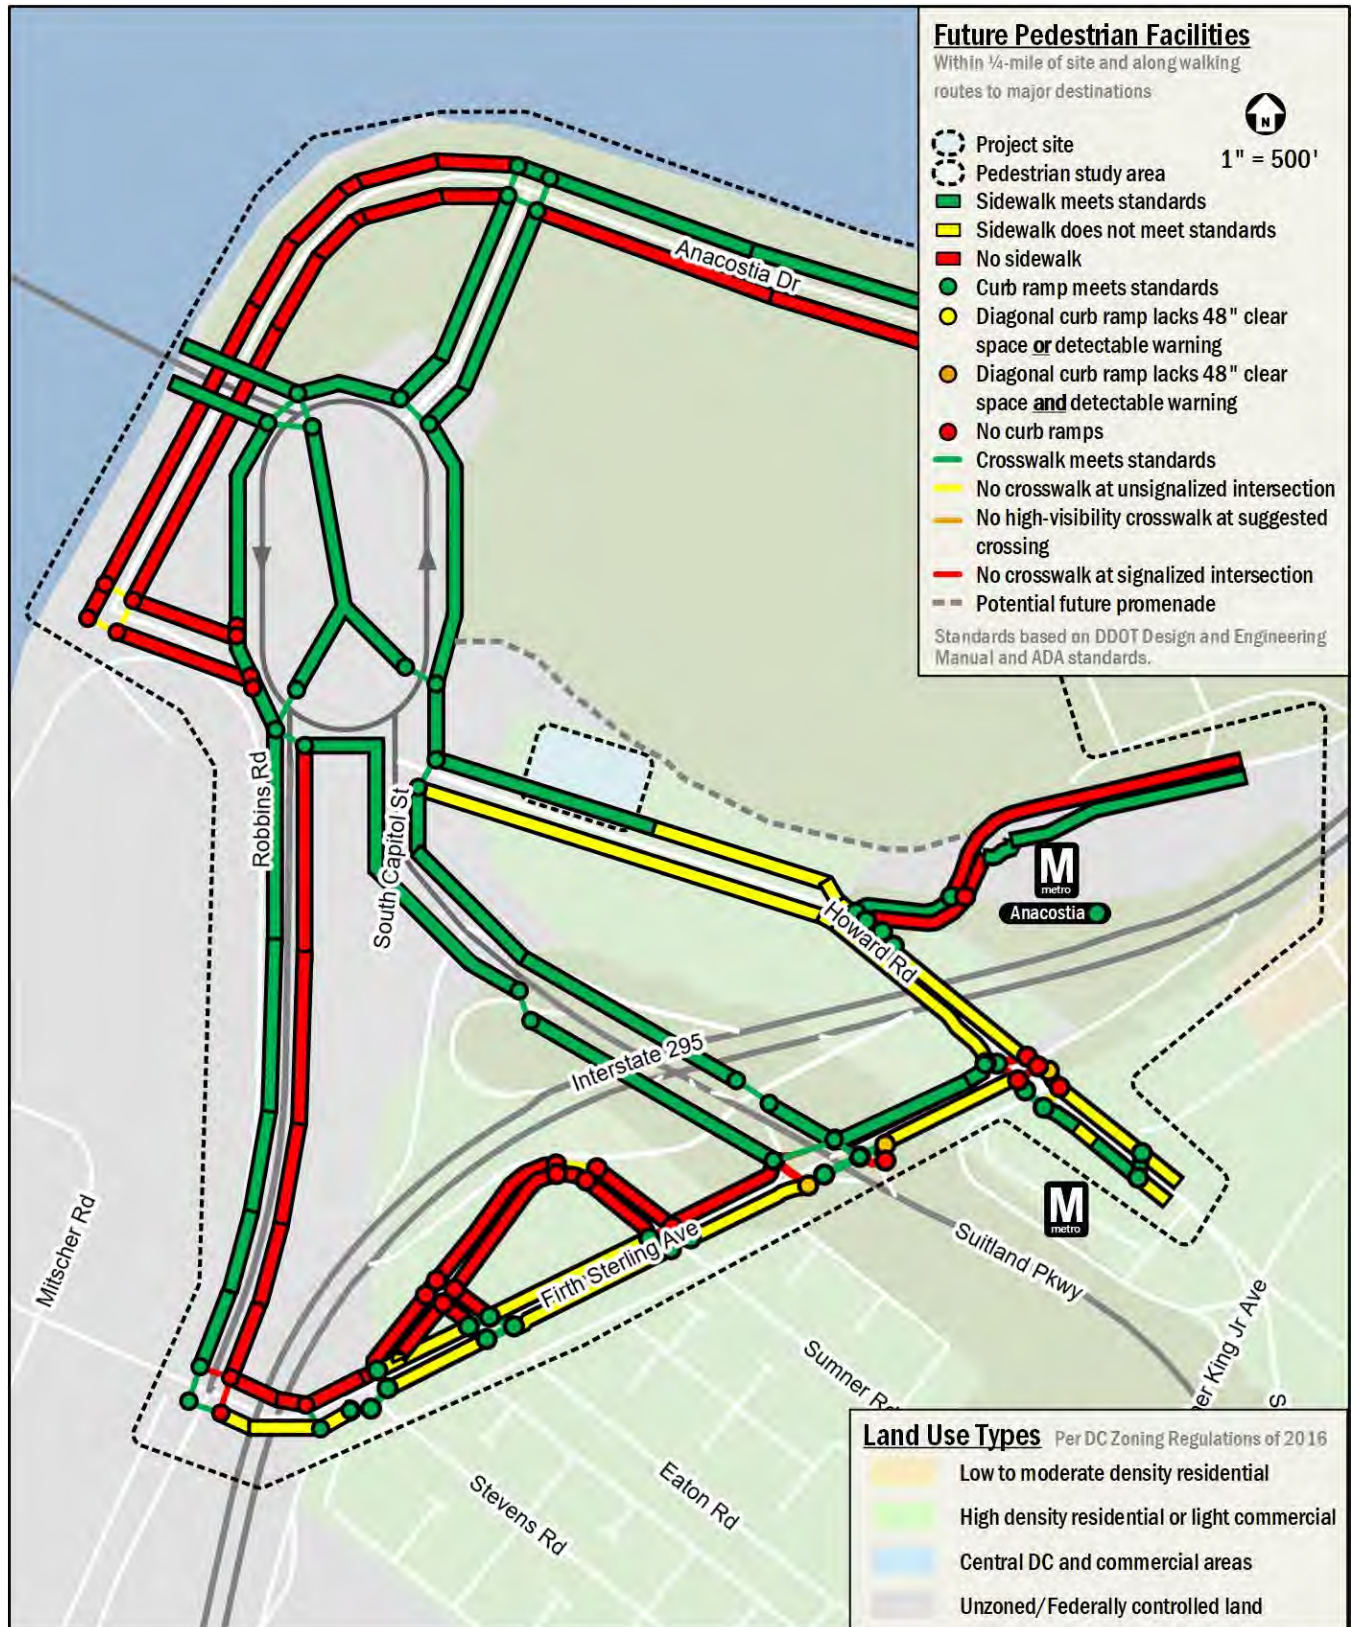 Future Pedestrian Facilities
Within ¼-mile of site and along walking
routes to major destinations
N
1" = 500'
Project site
Pedestrian study area
Sidewalk meets standards
Sidewalk does not meet standards
No sidewalk
Curb ramp meets standards
Diagonal curb ramp lacks 48" clear
space or detectable warning
Diagonal curb ramp lacks 48" clear
space and detectable warning
No curb ramps
Crosswalk meets standards
No crosswalk at unsignalized intersection
No high-visibility crosswalk at suggested
crossing
No crosswalk at signalized intersection
Potential future promenade
Standards based on DDOT Design and Engineering
Manual and ADA standards.
Anacostia Dr
Robbins Rd
South Capitol St
Howard Rd
M
metro
Anacostia
Interstate 295
M
metro
Mitscher Rd
Firth Sterling Ave
Suitland Pkwy
Sumner Rd
er King Jr Ave
S
Stevens Rd
Eaton Rd
Land Use Types Per DC Zoning Regulations of 2016
Low to moderate density residential
High density residential or light commercial
Central DC and commercial areas
Unzoned/Federally controlled land